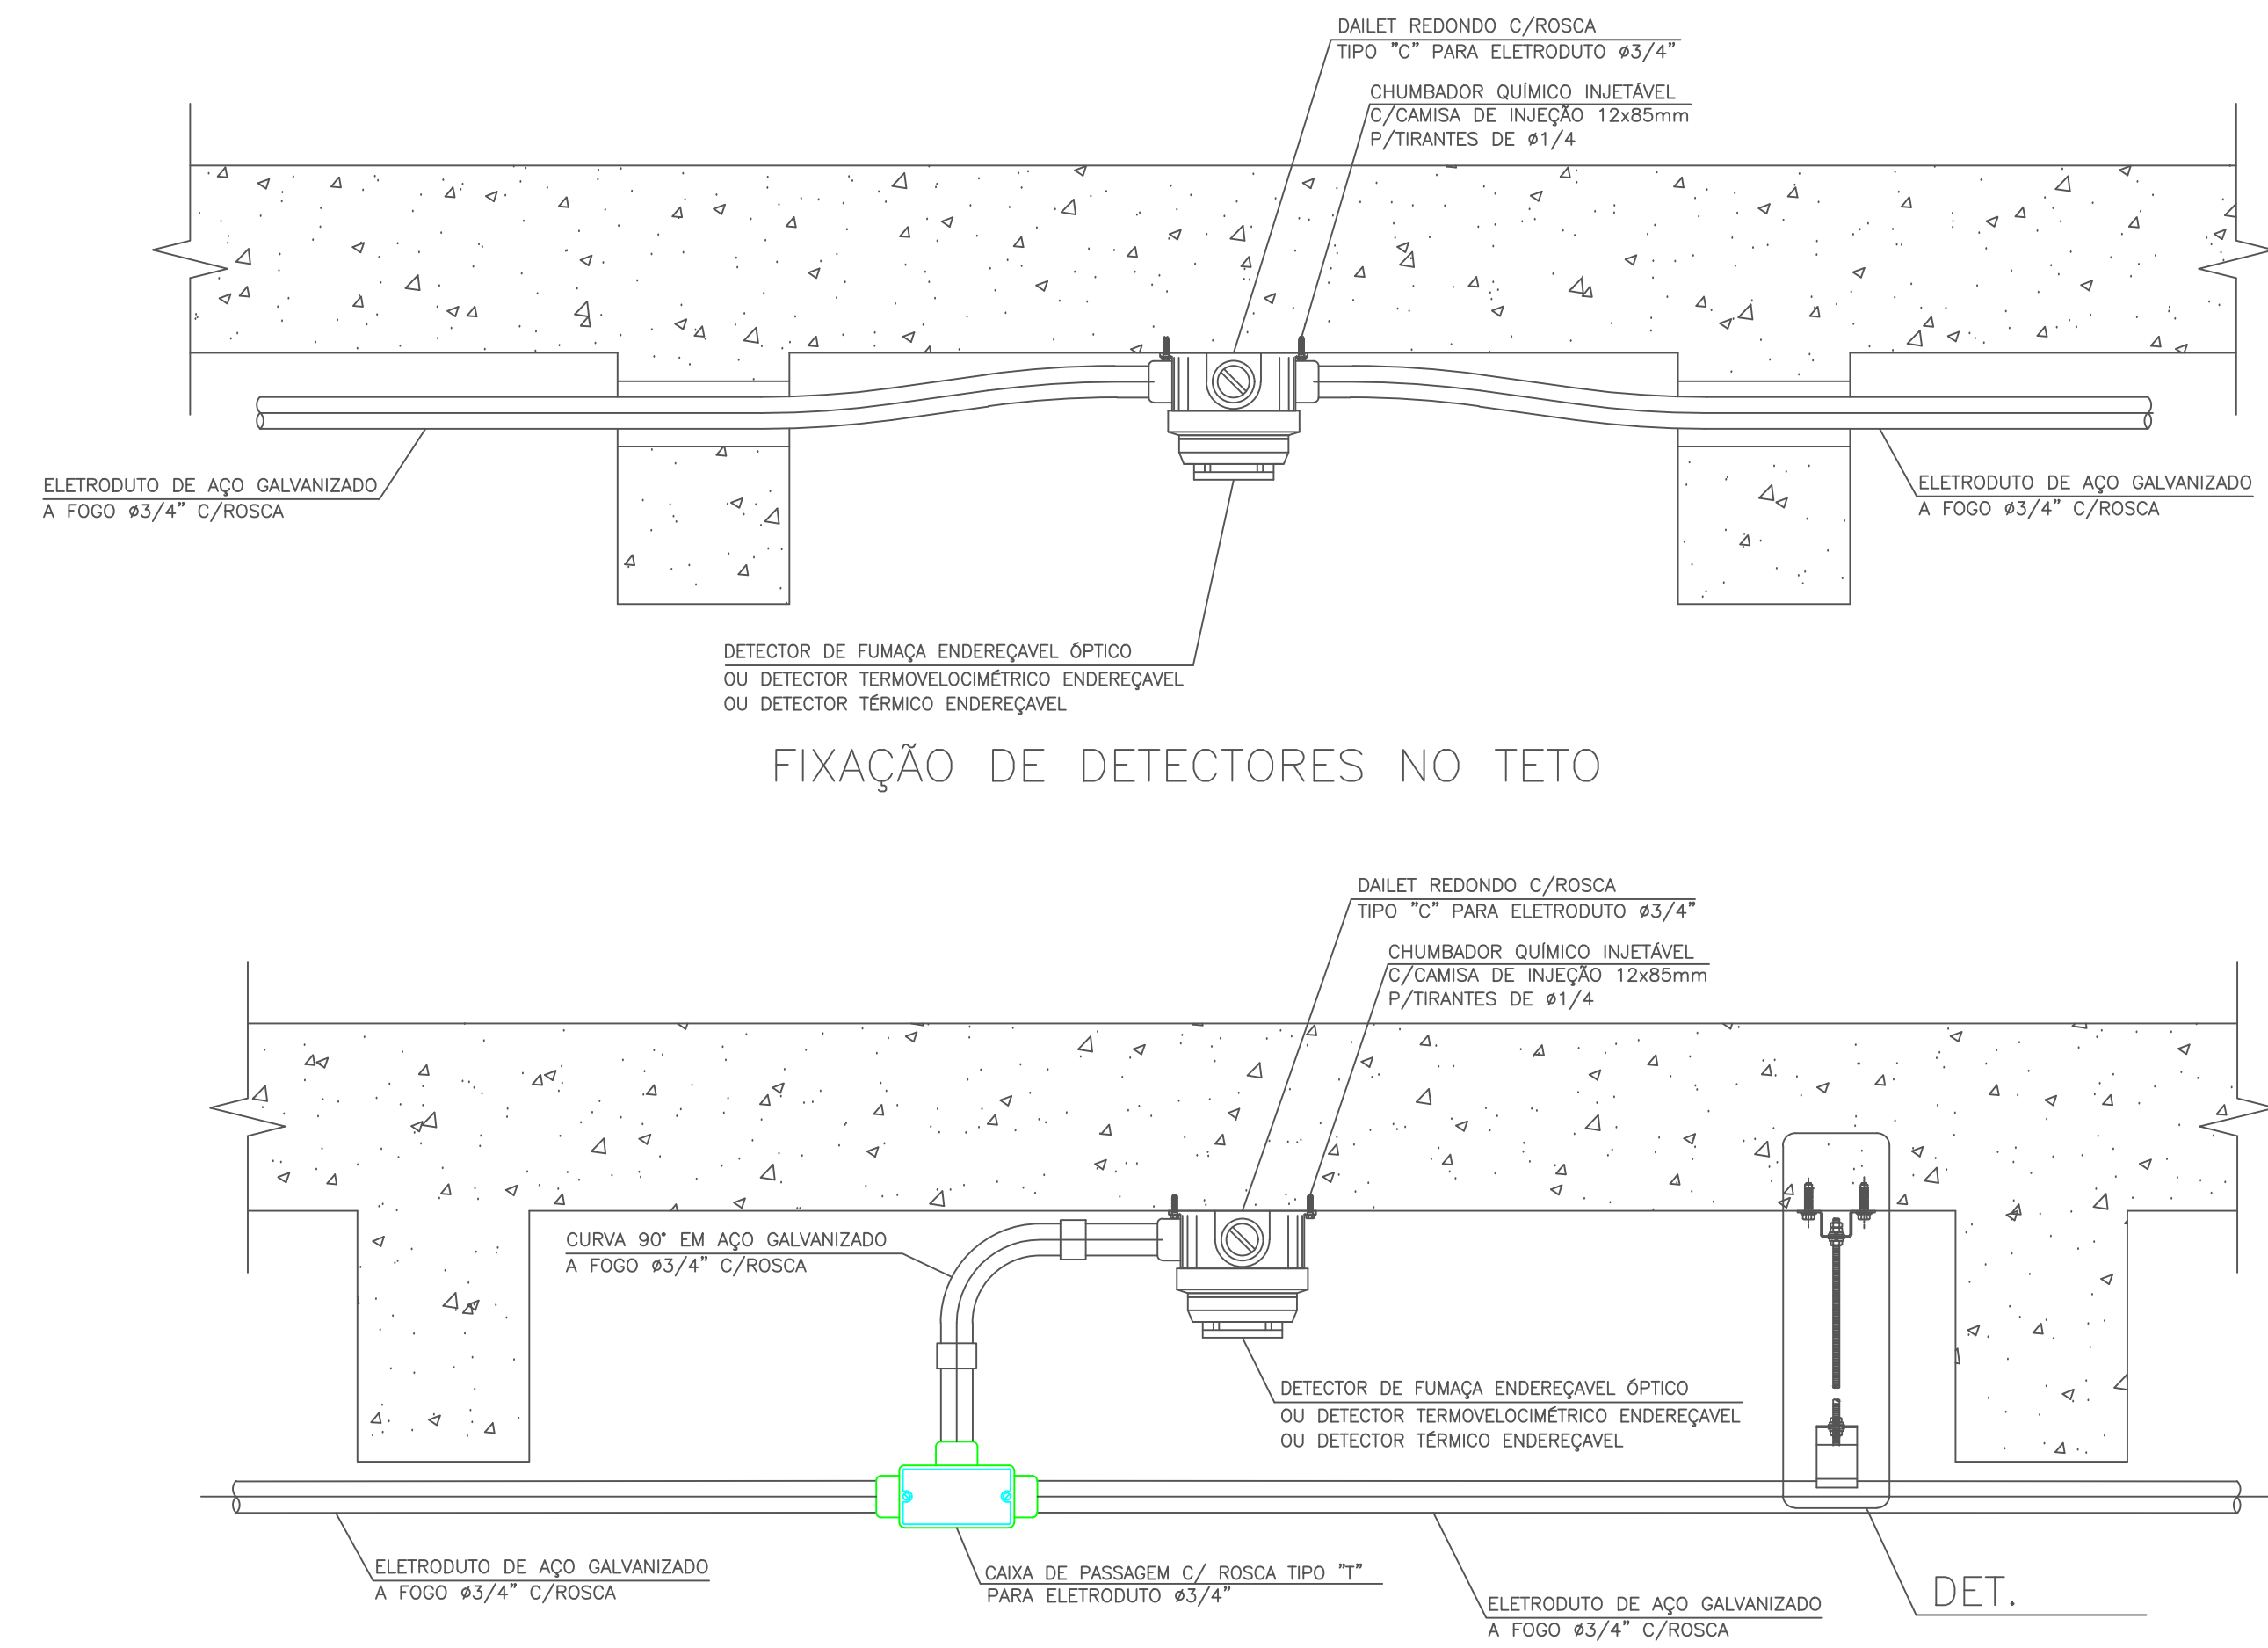 DAILET REDONDO C/ROSCA
TIPO "C" PARA ELETRODUTO ø3/4"
CHUMBADOR QUÍMICO INJETÁVEL
C/CAMISA DE INJEÇÃO 12x85mm
P/TIRANTES DE ø1/4
ELETRODUTO DE AÇO GALVANIZADO
A FOGO ø3/4" C/ROSCA
ELETRODUTO DE AÇO GALVANIZADO
A FOGO ø3/4" C/ROSCA
DETECTOR DE FUMAÇA ENDEREÇAVEL ÓPTICO
OU DETECTOR TERMOVELOCIMÉTRICO ENDEREÇAVEL
OU DETECTOR TÉRMICO ENDEREÇAVEL
FIXAÇÃO DE DETECTORES NO TETO
DAILET REDONDO C/ROSCA
TIPO "C" PARA ELETRODUTO ø3/4"
CHUMBADOR QUÍMICO INJETÁVEL
C/CAMISA DE INJEÇÃO 12x85mm
P/TIRANTES DE ø1/4
CURVA 90° EM AÇO GALVANIZADO
A FOGO ø3/4" C/ROSCA
DETECTOR DE FUMAÇA ENDEREÇAVEL ÓPTICO
OU DETECTOR TERMOVELOCIMÉTRICO ENDEREÇAVEL
OU DETECTOR TÉRMICO ENDEREÇAVEL
ELETRODUTO DE AÇO GALVANIZADO
A FOGO ø3/4" C/ROSCA
CAIXA DE PASSAGEM C/ ROSCA TIPO "T"
PARA ELETRODUTO ø3/4"
ELETRODUTO DE AÇO GALVANIZADO
A FOGO ø3/4" C/ROSCA
DET.